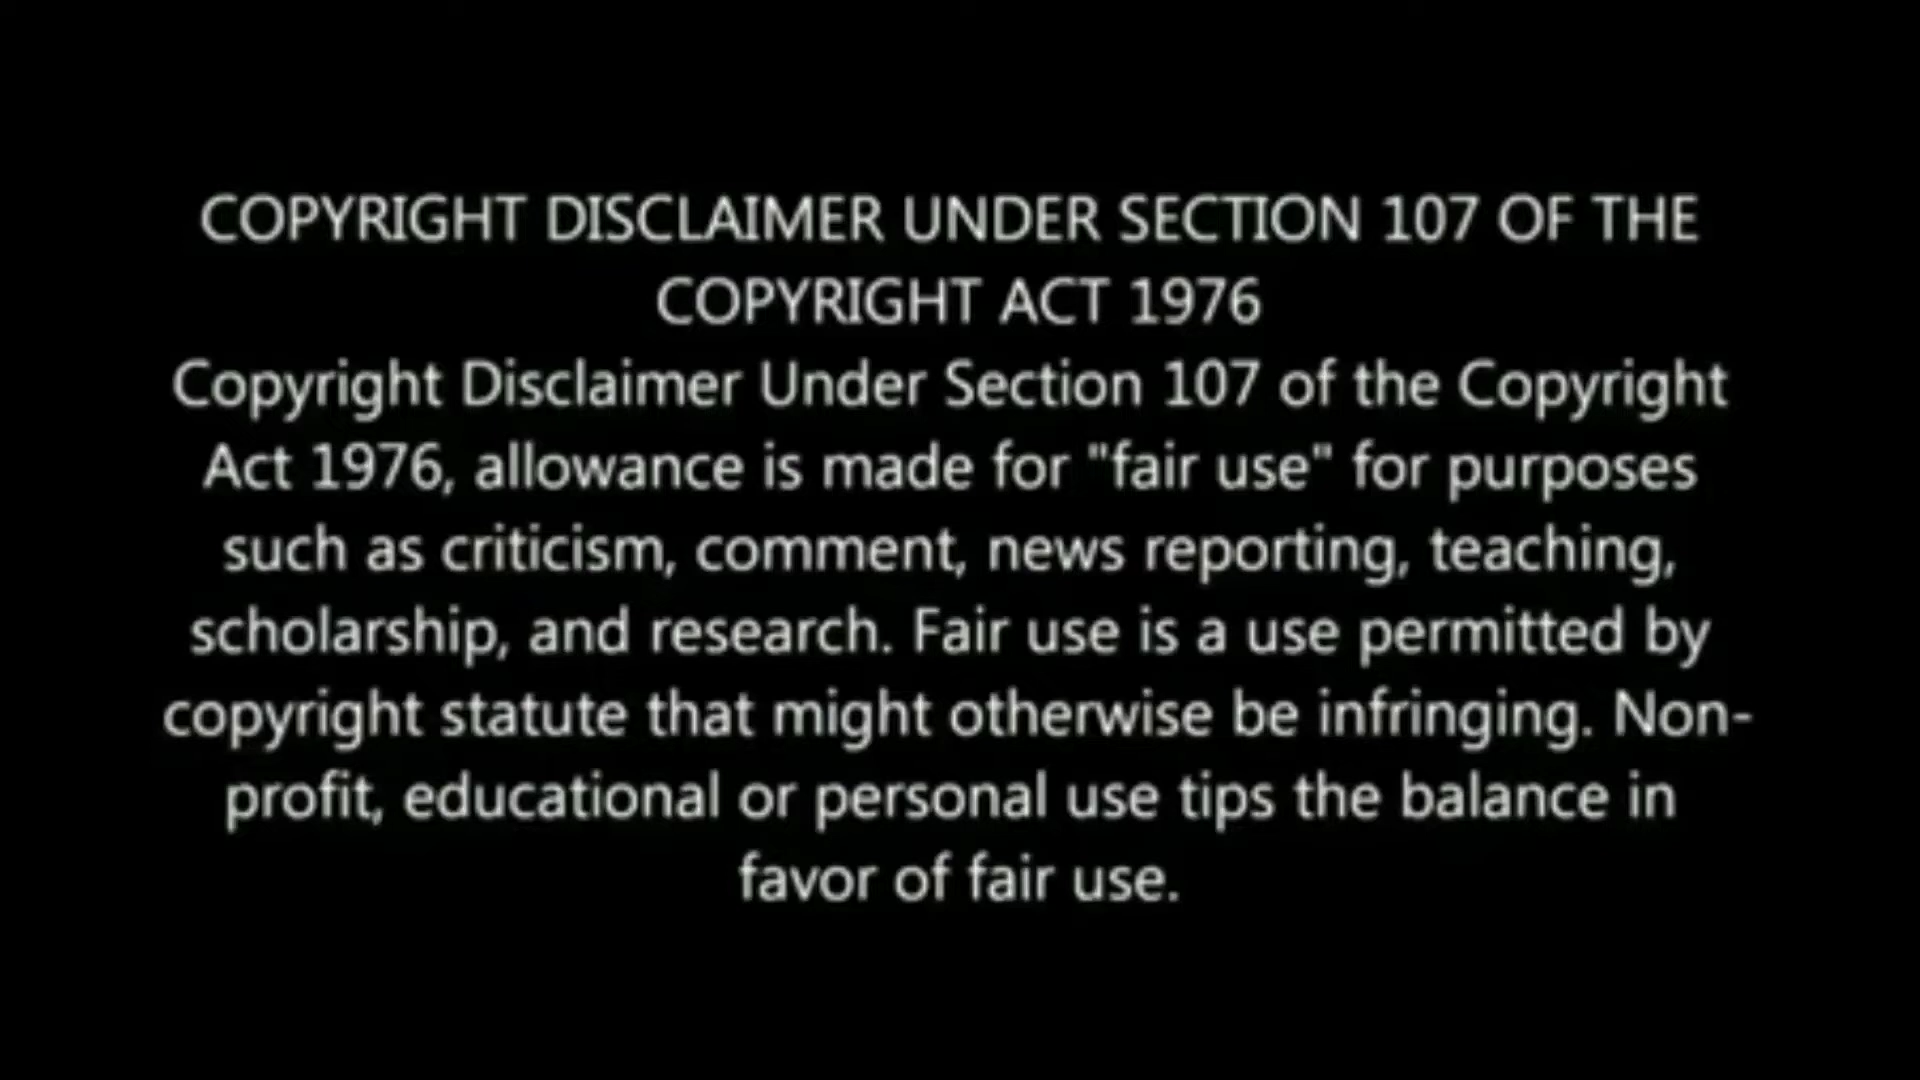 COPYRIGHT DISCLAIMER UNDER SECTION 107 OF THE
COPYRIGHT ACT 1976
Copyright Disclaimer Under Section 107 of the Copyright
Act 1976, allowance is made for "fair use" for purposes
such as criticism, comment, news reporting, teaching,
scholarship, and research. Fair use is a use permitted by
copyright statute that might otherwise be infringing. Non-
profit, educational or personal use tips the balance in
favor of fair use.